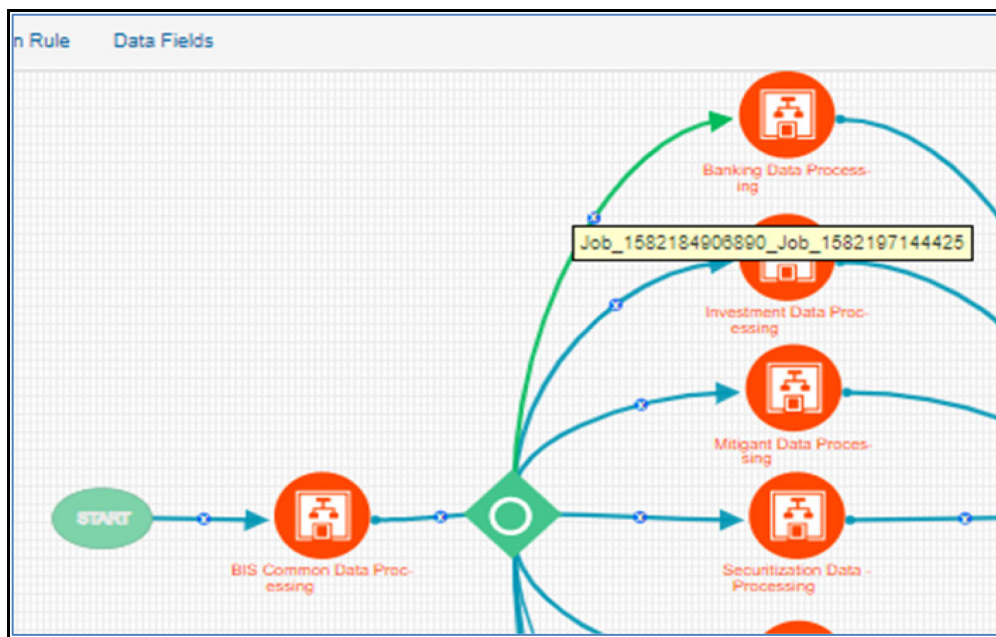 n Rule Data Fields
Banking Data Process-
ing
Job_1582184906890_Job_1582197144425
Investment Data Proc-
essing
Mitigant Data Proces-
sing
START
BIS Common Data Proc-
essing
Securitization Data -
Processing